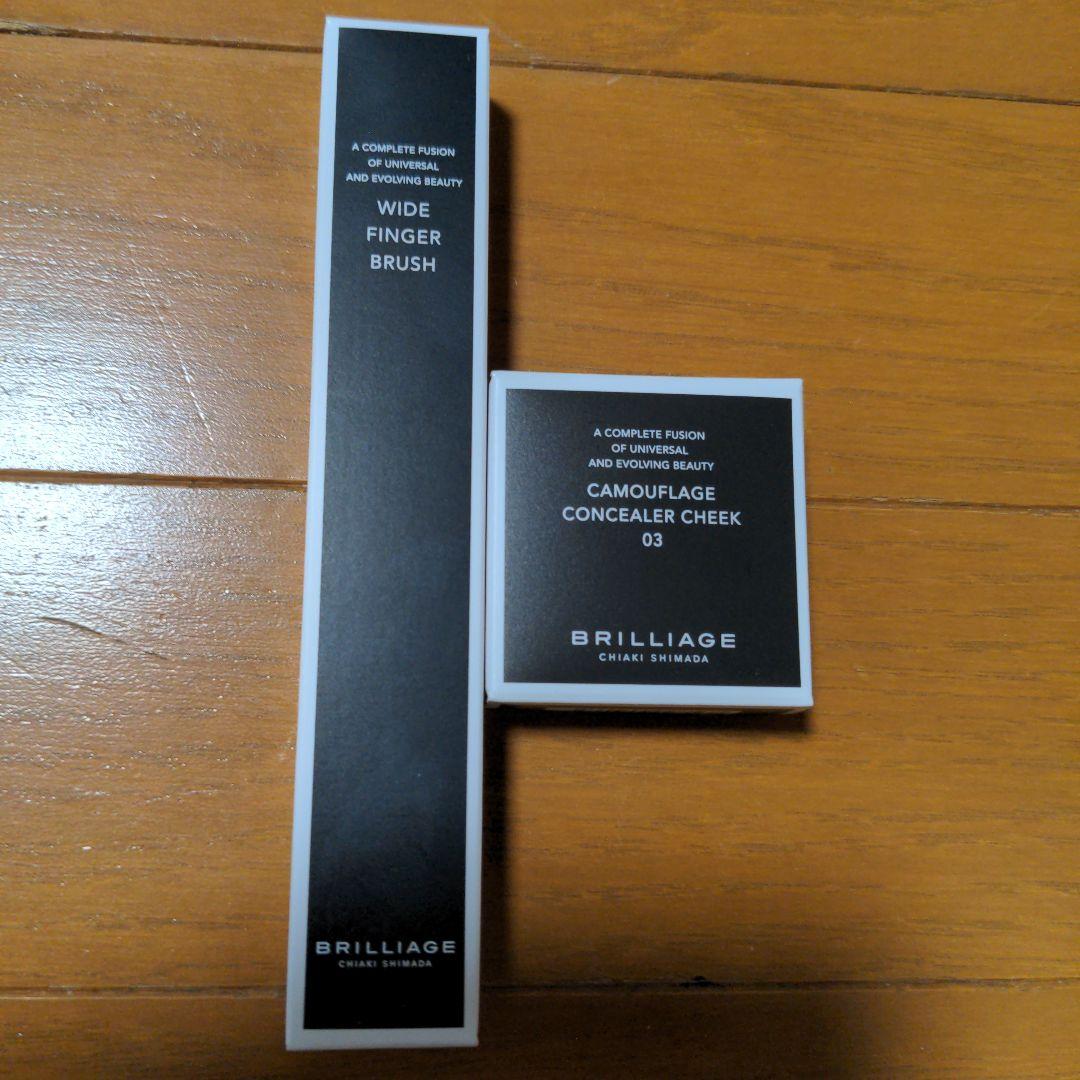 A COMPLETE FUSION
OF UNIVERSAL
AND EVOLVING BEAUTY
WIDE
FINGER
BRUSH
BRILLIAGE
CHIAKI SHIMADA
A COMPLETE FUSION
OF UNIVERSAL
AND EVOLVING BEAUTY
CAMOUFLAGE
CONCEALER CHEEK
03
BRILLIAGE
CHIAKI SHIMADA